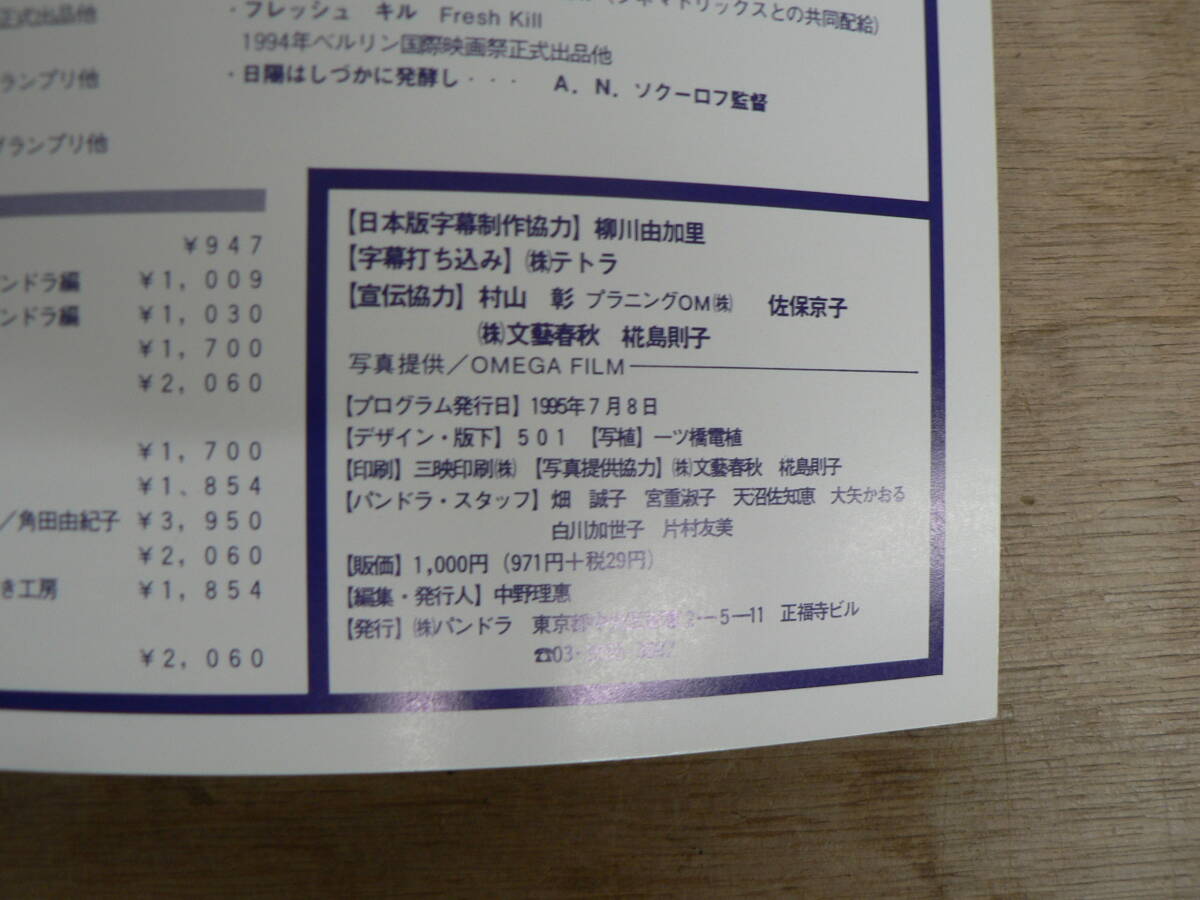 正式出品他
ランプリ他
グランプリ他
との共同配給)
・フレッシュ　キル　Fresh Kill
1994年ベルリン国際映画祭正式出品他
・日陽はしづかに発酵し・・・　A．N．ソクーロフ監督
￥947
ンドラ編　￥1，009
ンドラ編　￥1，030
￥1，700
￥2，060
￥1，700
￥1、854
／角田由紀子　￥3，950
￥2，060
き工房　￥1，854
￥2，060
【日本版字幕制作協力】柳川由加里
【字幕打ち込み】㈱テトラ
【宣伝協力】村山　彰　プラニングOM㈱　佐保京子
㈱文藝春秋　椛島則子
写真提供／OMEGA FILM
【プログラム発行日】1995年7月8日
【デザイン・版下】501　【写植】一ツ橋電植
【印刷】三映印刷㈱　【写真提供協力】㈱文藝春秋　椛島則子
【パンドラ・スタッフ】畑　誠子　宮重淑子　天沼佐知恵　大矢かおる
白川加世子　片村友美
【販価】1,000円（971円＋税29円）
【編集・発行人】中野理惠
【発行】㈱パンドラ　東京都　－5－11　正福寺ビル
☎03-